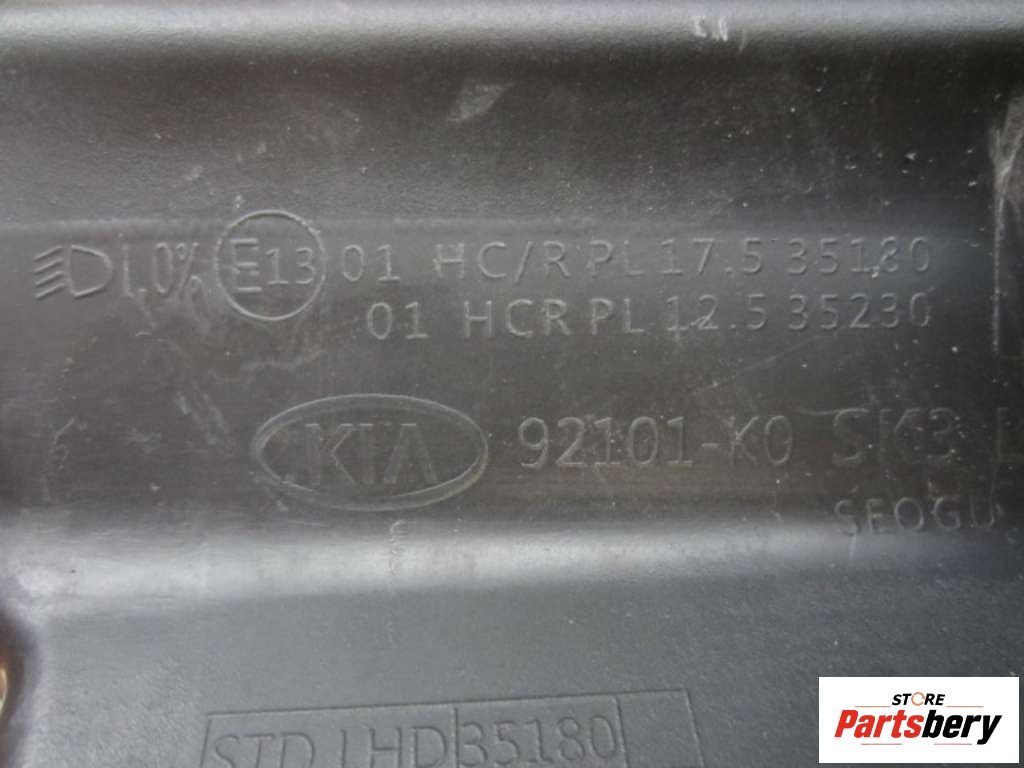 1.0% E13 01 HC/R PL 17.5 35180
01 HCR PL 12.5 35230
KIA 92101-K0 SK3
SEOGU
STD LHD 35180
STORE
Partsbery